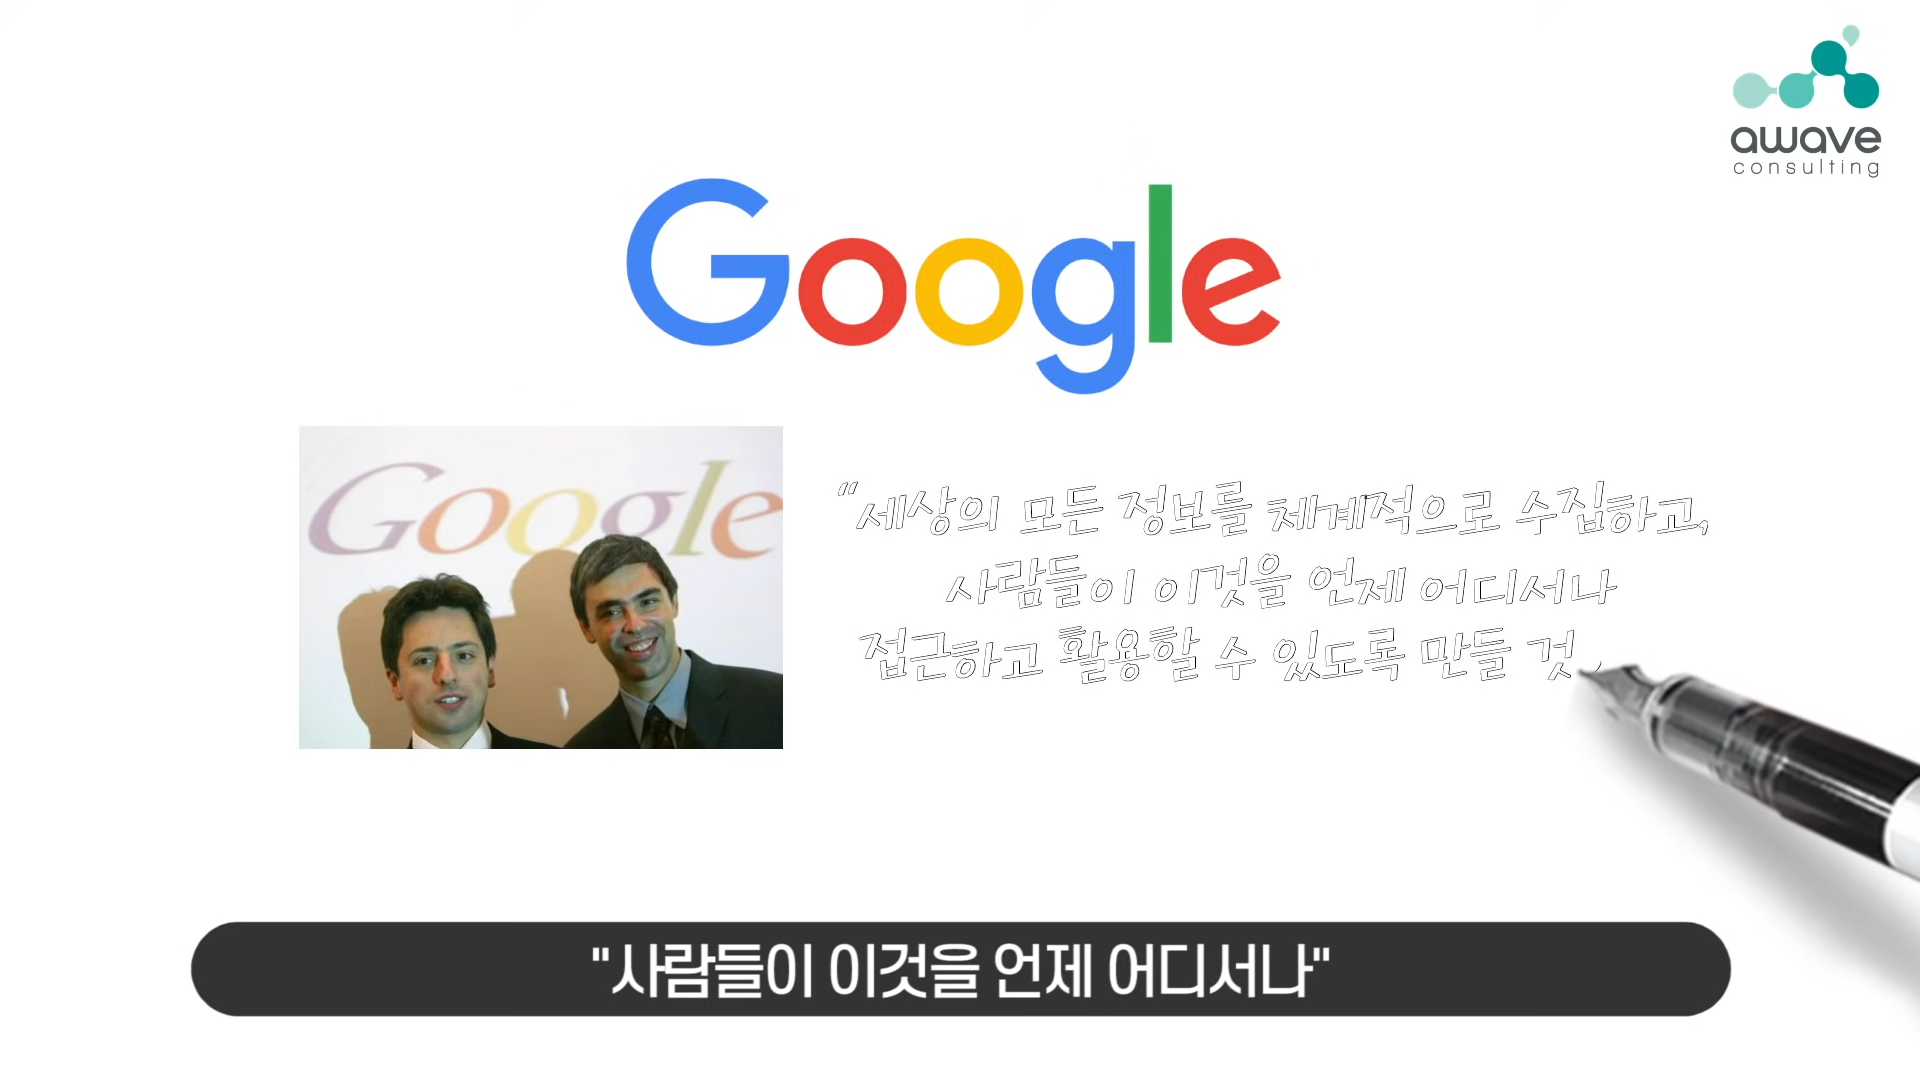 awave
consulting
Google
Google
“세상의 모든 정보를 체계적으로 수집하고,
사람들이 이것을 언제 어디서나
접근하고 활용할 수 있도록 만들 것
"사람들이 이것을 언제 어디서나"